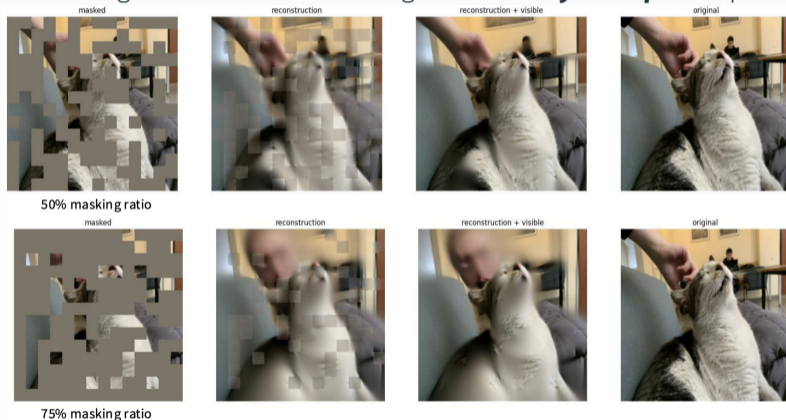 masked
reconstruction
reconstruction + visible
original
50% masking ratio
masked
reconstruction
reconstruction + visible
original
75% masking ratio